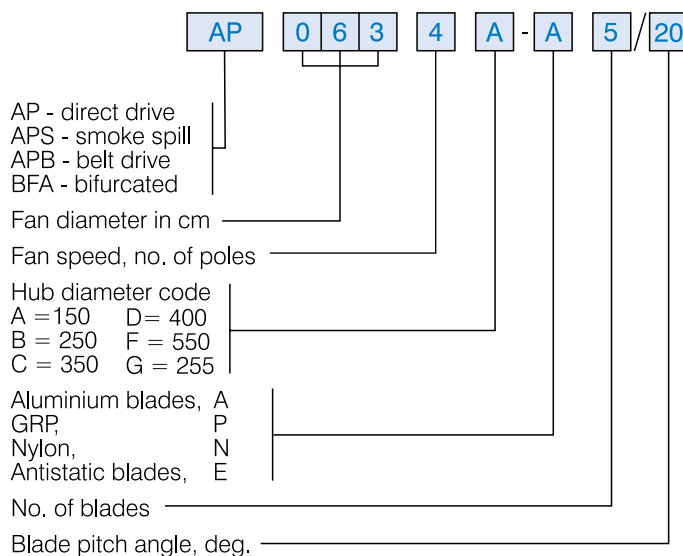 AP 0 6 3 4 A - A 5 / 20
AP - direct drive
APS - smoke spill
APB - belt drive
BFA - bifurcated
Fan diameter in cm
Fan speed, no. of poles
Hub diameter code
A =150 D= 400
B = 250 F = 550
C = 350 G = 255
Aluminium blades, A
GRP, P
Nylon, N
Antistatic blades, E
No. of blades
Blade pitch angle, deg.